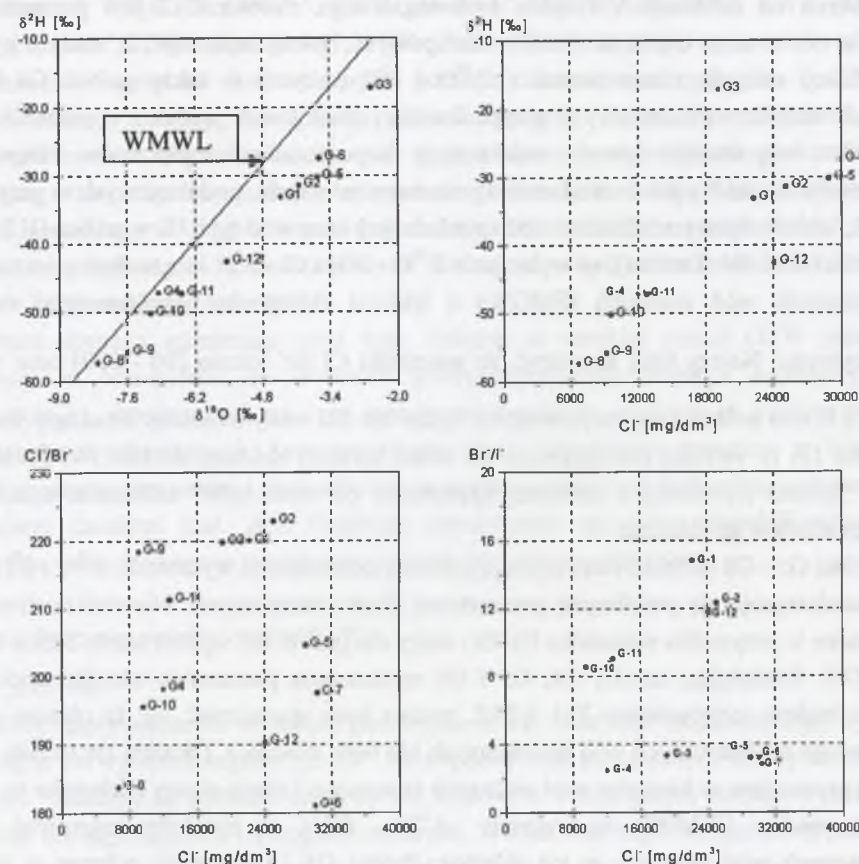 δ²H [‰]
-10.0
-20.0
-30.0
-40.0
-50.0
-60.0
WMWL
G3
G-6
G-5
G2
G1
G-12
G4
G-11
G-10
G-9
G-8
-9.0
-7.6
-6.2
-4.8
-3.4
-2.0
δ¹⁸O [‰]
δ²H [‰]
-10
-20
-30
-40
-50
-60
G3
G-5
G2
G1
G-12
G-4
G-11
G-10
G-9
G-8
0
6000
12000
18000
24000
30000
Cl⁻ [mg/dm³]
Cl⁻/Br⁻
230
220
210
200
190
180
G2
G3
G-9
G-11
G-5
G4
G-7
G-10
G-12
G-8
G-6
0.0
8000
16000
24000
32000
40000
Cl⁻ [mg/dm³]
Br⁻/I⁻
20
16
12
8
4
0
G-1
G-2
G-12
G-11
G-10
G-3
G-5
G-6
G-4
0
8000
16000
24000
32000
40000
Cl⁻ [mg/dm³]